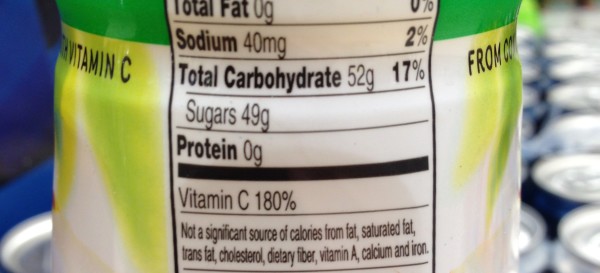 Total Fat 0g 0%
Sodium 40mg 2%
Total Carbohydrate 52g 17%
Sugars 49g
Protein 0g
Vitamin C 180%
Not a significant source of calories from fat, saturated fat,
trans fat, cholesterol, dietary fiber, vitamin A, calcium and iron.
VITAMIN C
FROM